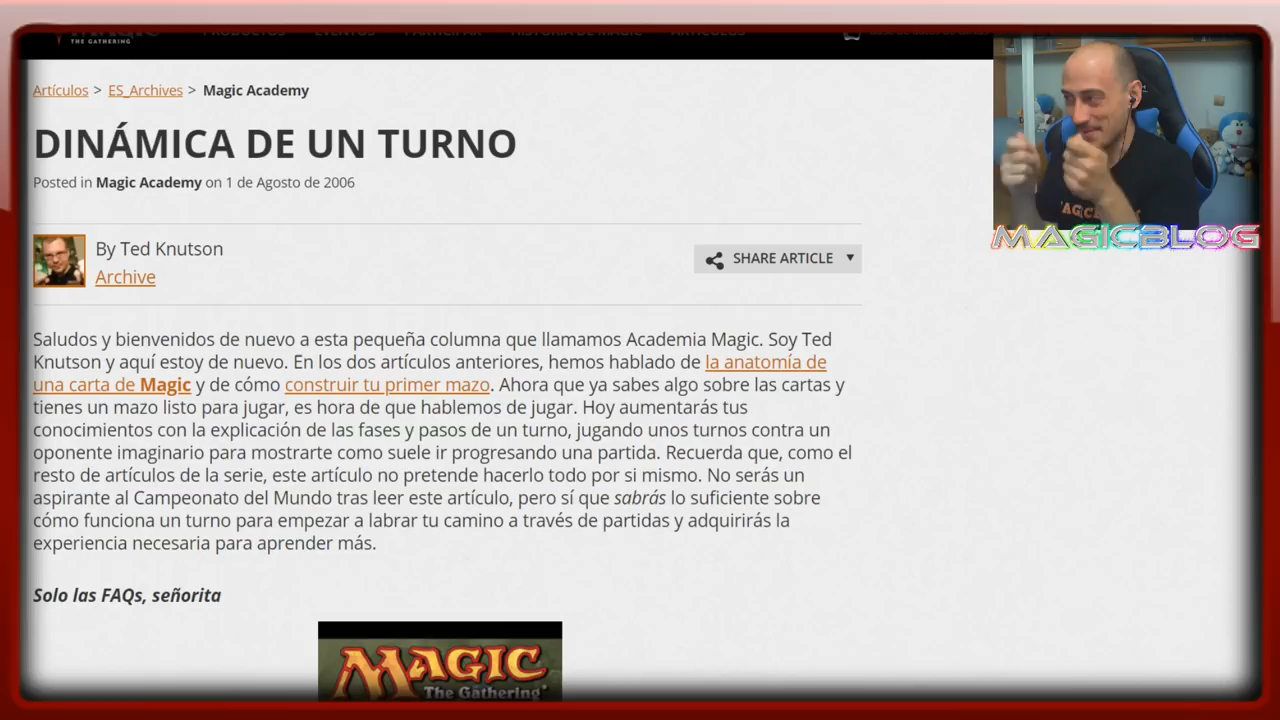 THE GATHERING
PRODUCTOS EVENTOS PARTICIPAR HISTORIA DE MAGIC ARTÍCULOS
Artículos > ES_Archives > Magic Academy
DINÁMICA DE UN TURNO
Posted in Magic Academy on 1 de Agosto de 2006
By Ted Knutson
Archive
SHARE ARTICLE
MAGICBLOG
Saludos y bienvenidos de nuevo a esta pequeña columna que llamamos Academia Magic. Soy Ted
Knutson y aquí estoy de nuevo. En los dos artículos anteriores, hemos hablado de la anatomía de
una carta de Magic y de cómo construir tu primer mazo. Ahora que ya sabes algo sobre las cartas y
tienes un mazo listo para jugar, es hora de que hablemos de jugar. Hoy aumentarás tus
conocimientos con la explicación de las fases y pasos de un turno, jugando unos turnos contra un
oponente imaginario para mostrarte como suele ir progresando una partida. Recuerda que, como el
resto de artículos de la serie, este artículo no pretende hacerlo todo por si mismo. No serás un
aspirante al Campeonato del Mundo tras leer este artículo, pero sí que sabrás lo suficiente sobre
cómo funciona un turno para empezar a labrar tu camino a través de partidas y adquirirás la
experiencia necesaria para aprender más.
Solo las FAQs, señorita
MAGIC
The Gathering